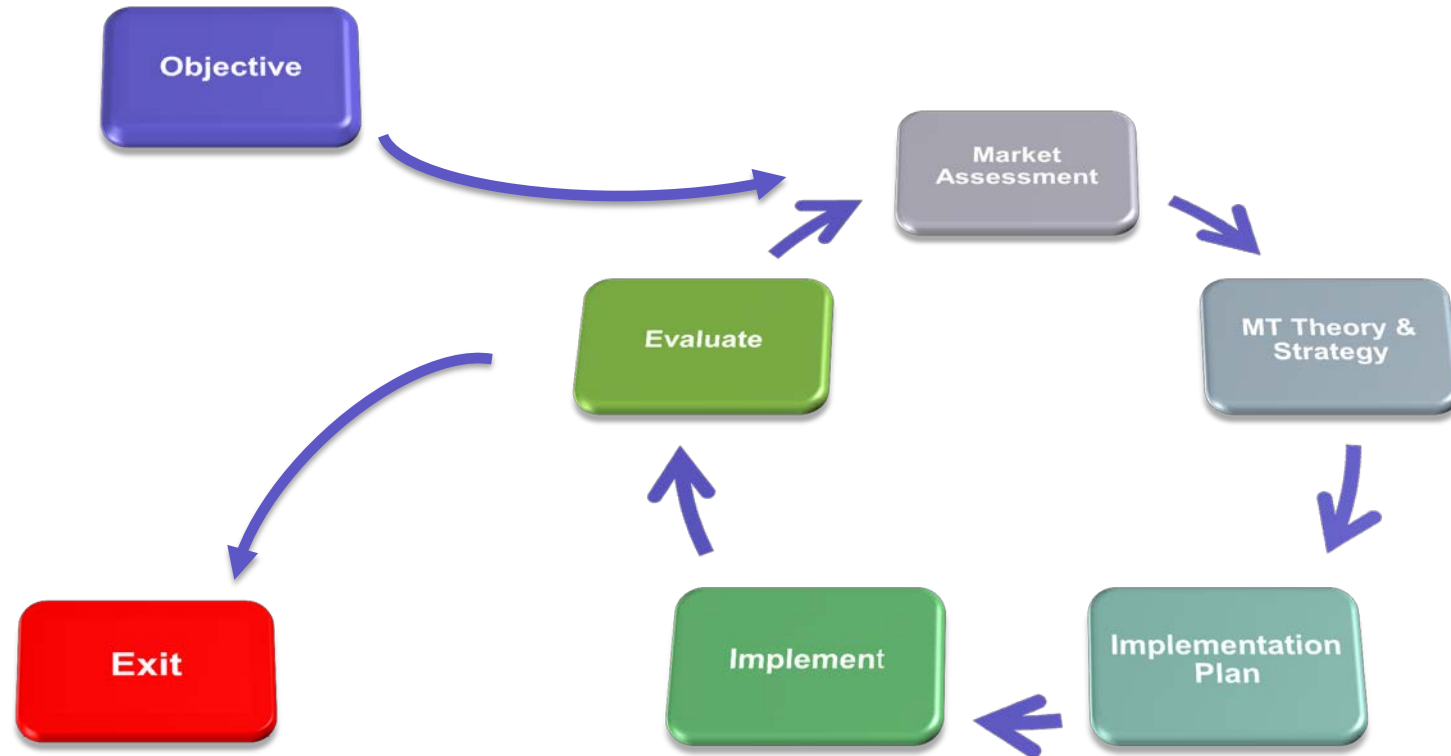 Objective
Market
Assessment
MT Theory &
Strategy
Evaluate
Implementation
Plan
Implement
Exit